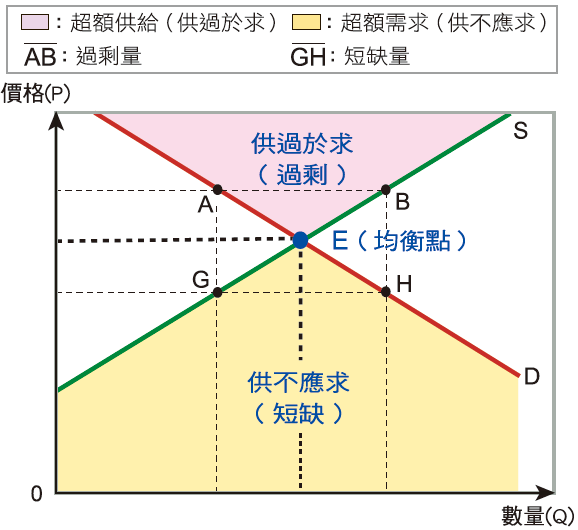 ：超額供給（供過於求） ：超額需求（供不應求）
AB：過剩量 GH：短缺量
價格(P)
S
供過於求
（過剩）
A
B
E（均衡點）
G
H
供不應求
（短缺）
D
0
數量(Q)